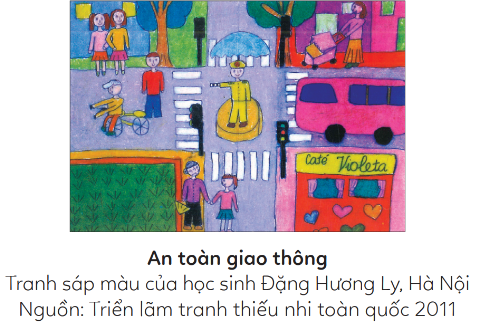 Café Violeta
An toàn giao thông
Tranh sáp màu của học sinh Đặng Hương Ly, Hà Nội
Nguồn: Triển lãm tranh thiếu nhi toàn quốc 2011